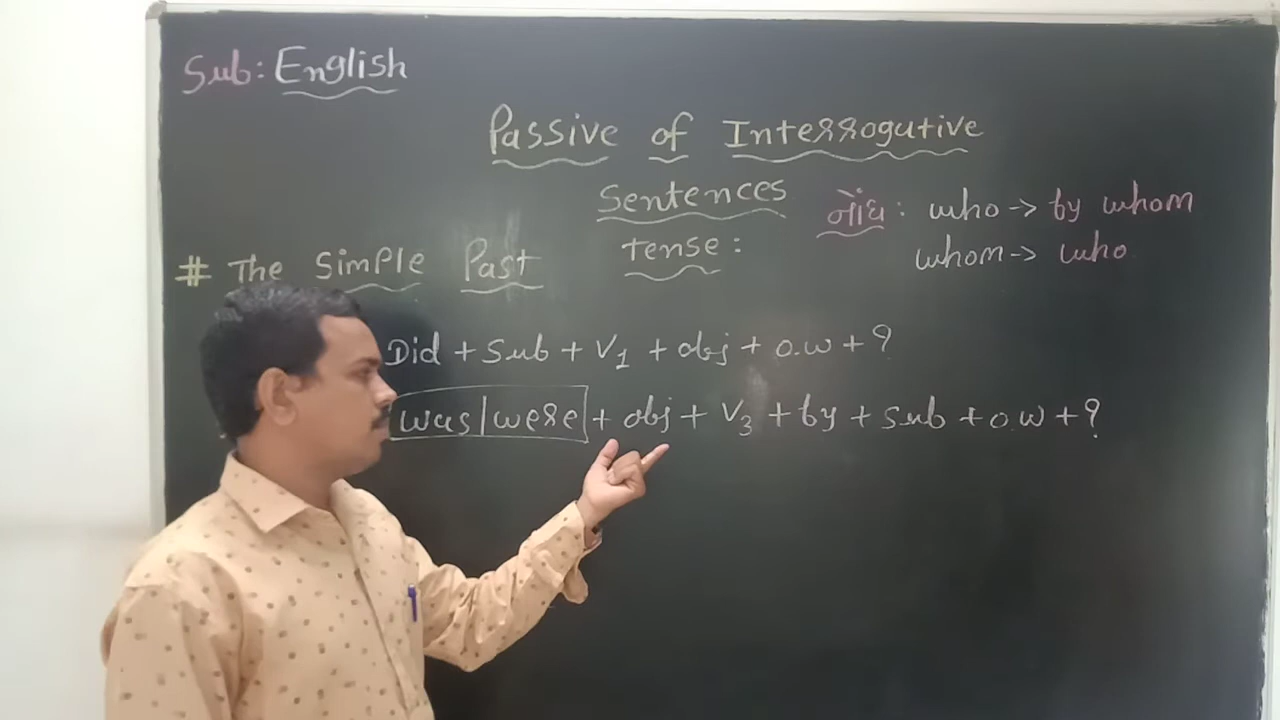 Sub: English
Passive of Interrogutive
Sentences
નોંધ: who -> by whom
whom -> who
# The Simple Past tense:
Did + Sub + V1 + obj + o.w + ?
was/were + obj + V3 + by + sub + o.w + ?